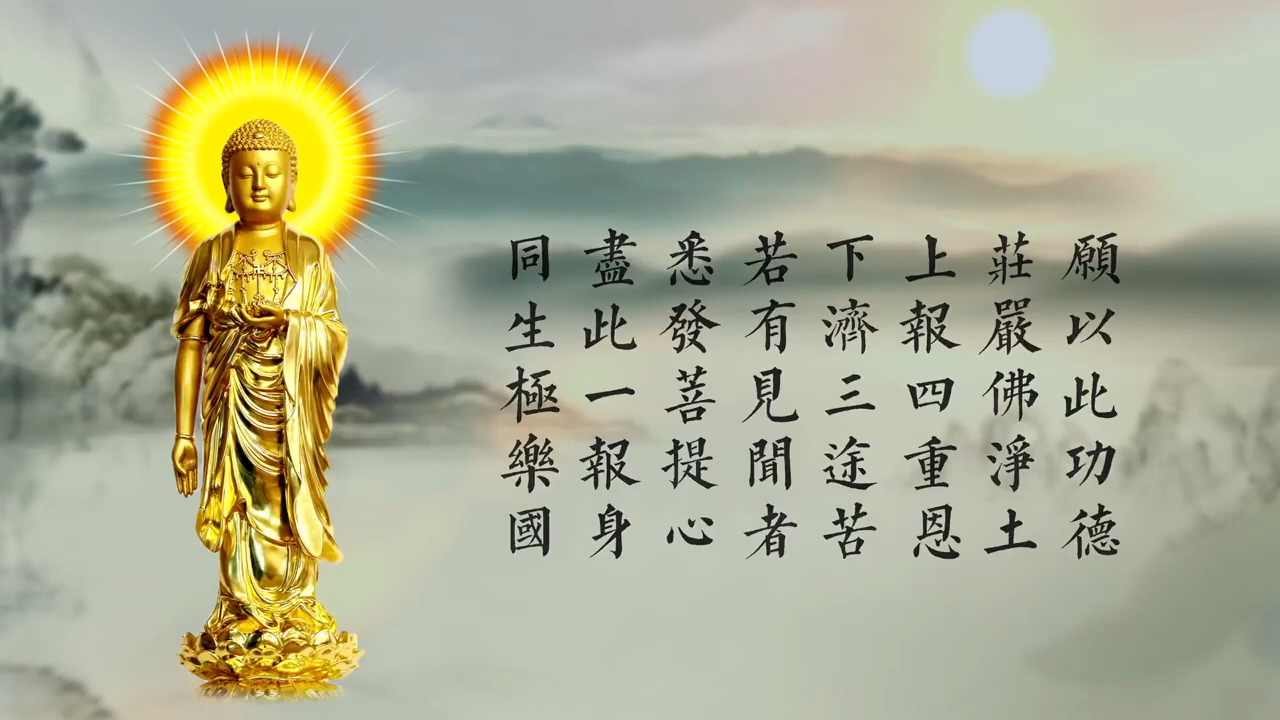 願以此功德
莊嚴佛淨土
上報四重恩
下濟三途苦
若有見聞者
悉發菩提心
盡此一報身
同生極樂國